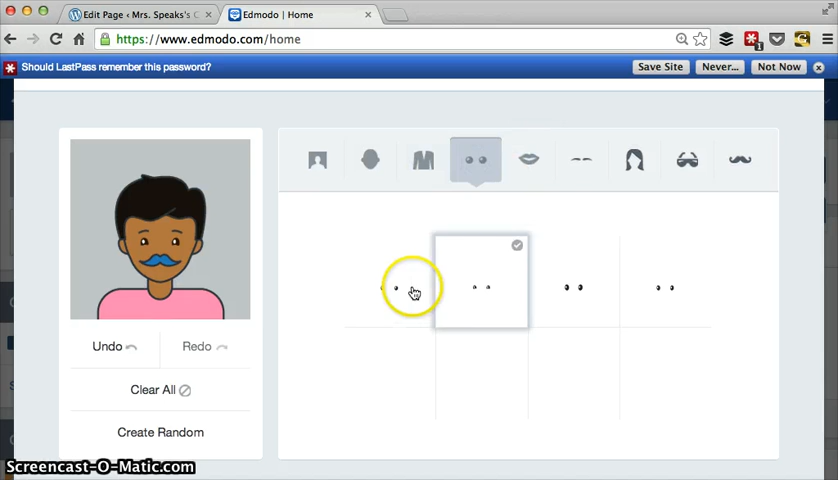 Edit Page ‹ Mrs. Speaks's C
Edmodo | Home
https://www.edmodo.com/home
1
Should LastPass remember this password?
Save Site
Never...
Not Now
Undo
Redo
Clear All
Create Random
Screencast-O-Matic.com